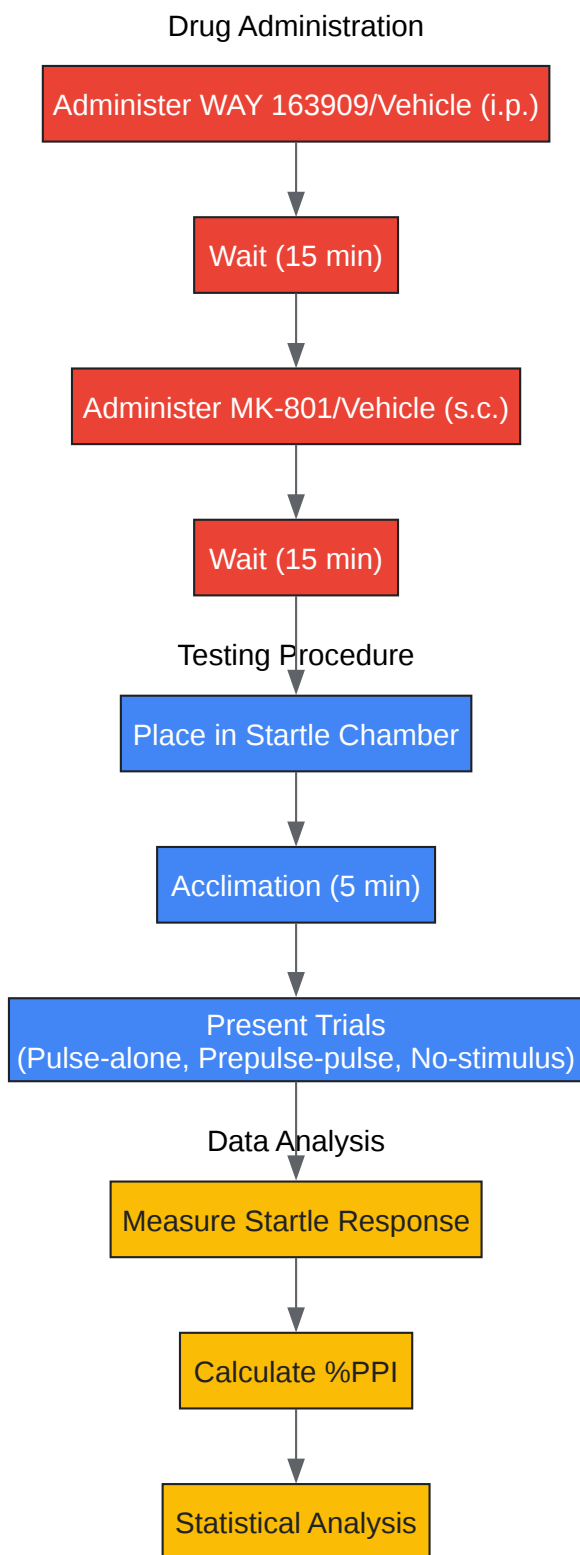 Drug Administration
Administer WAY 163909/Vehicle (i.p.)
Wait (15 min)
Administer MK-801/Vehicle (s.c.)
Wait (15 min)
Testing Procedure
Place in Startle Chamber
Acclimation (5 min)
Present Trials
(Pulse-alone, Prepulse-pulse, No-stimulus)
Data Analysis
Measure Startle Response
Calculate %PPI
Statistical Analysis